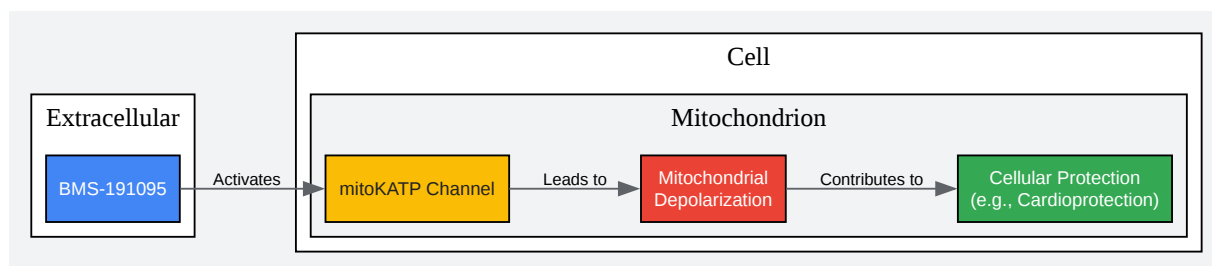 Cell
Extracellular
Mitochondrion
BMS-191095
Activates
mitoKATP Channel
Leads to
Mitochondrial
Depolarization
Contributes to
Cellular Protection
(e.g., Cardioprotection)